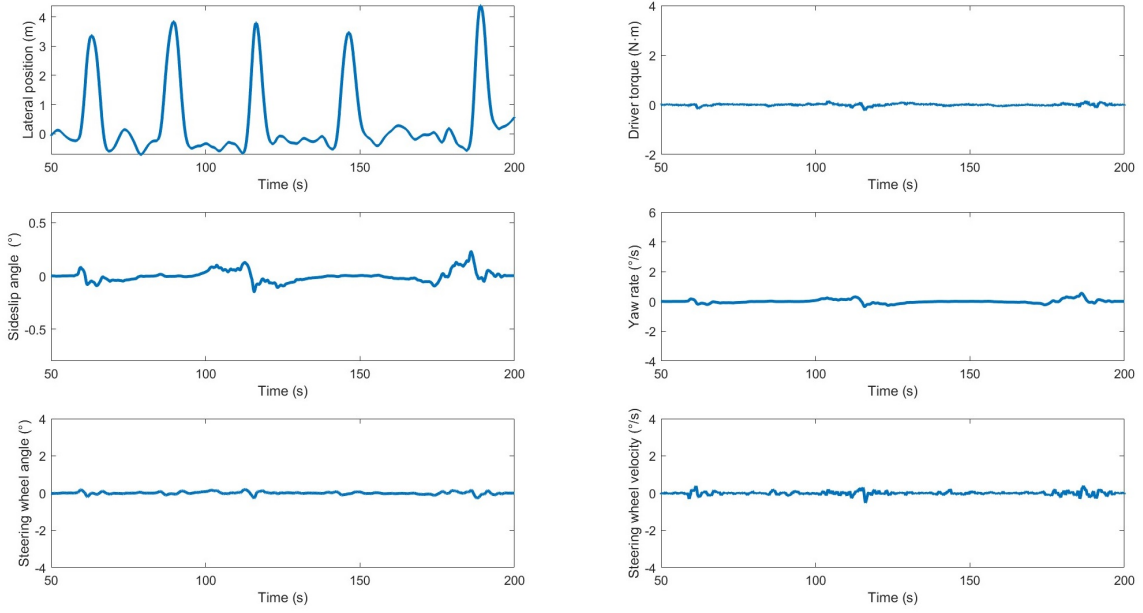 Lateral position (m)
4
3
2
1
0
50 100 150 200
Time (s)
Driver torque (N·m)
4
2
0
-2
50 100 150 200
Time (s)
Sideslip angle (°)
0.5
0
-0.5
50 100 150 200
Time (s)
Yaw rate (°/s)
6
4
2
0
-2
-4
50 100 150 200
Time (s)
Steering wheel angle (°)
4
2
0
-2
-4
50 100 150 200
Time (s)
Steering wheel velocity (°/s)
4
2
0
-2
-4
50 100 150 200
Time (s)